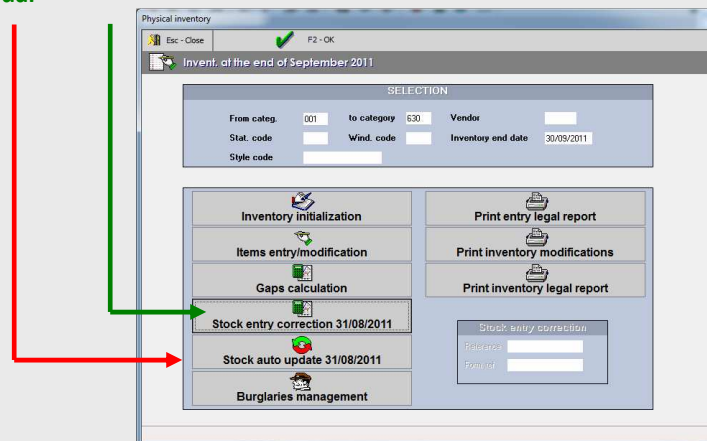 Physical inventory
Esc - Close F2 - OK
Invent. at the end of September 2011
SELECTION
From categ. 001 to category 630 Vendor
Stat. code Wind. code Inventory end date 30/09/2011
Style code
Inventory initialization
Print entry legal report
Items entry/modification
Print inventory modifications
Gaps calculation
Print inventory legal report
Stock entry correction 31/08/2011
Stock entry correction
Reference
Stock auto update 31/08/2011
Form ref
Burglaries management